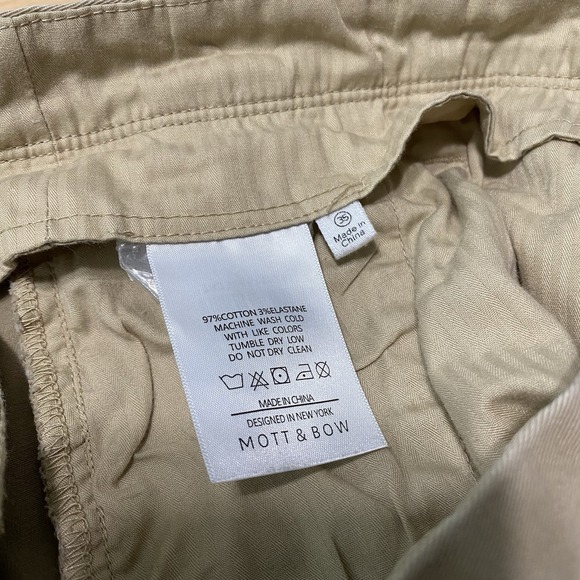 35
Made in
China
97%COTTON 3%ELASTANE
MACHINE WASH COLD
WITH LIKE COLORS
TUMBLE DRY LOW
DO NOT DRY CLEAN
MADE IN CHINA
DESIGNED IN NEW YORK
MOTT & BOW